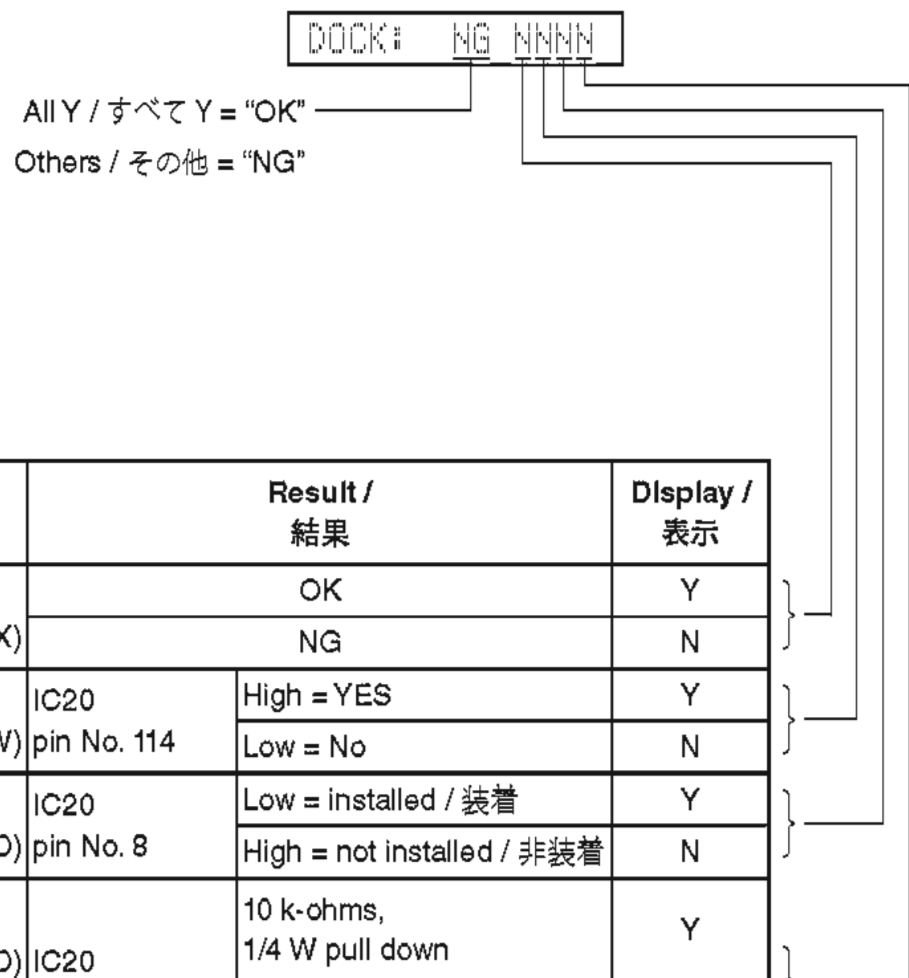 DOCK: NG NNNN
All Y / すべて Y = “OK”
Others / その他 = “NG”
Result /
結果
Display /
表示
OK
Y
X)
NG
N
IC20
High = YES
Y
W)
pin No. 114
Low = No
N
IC20
Low = installed / 装着
Y
O)
pin No. 8
High = not installed / 非装着
N
10 k-ohms,
1/4 W pull down
Y
O)
IC20